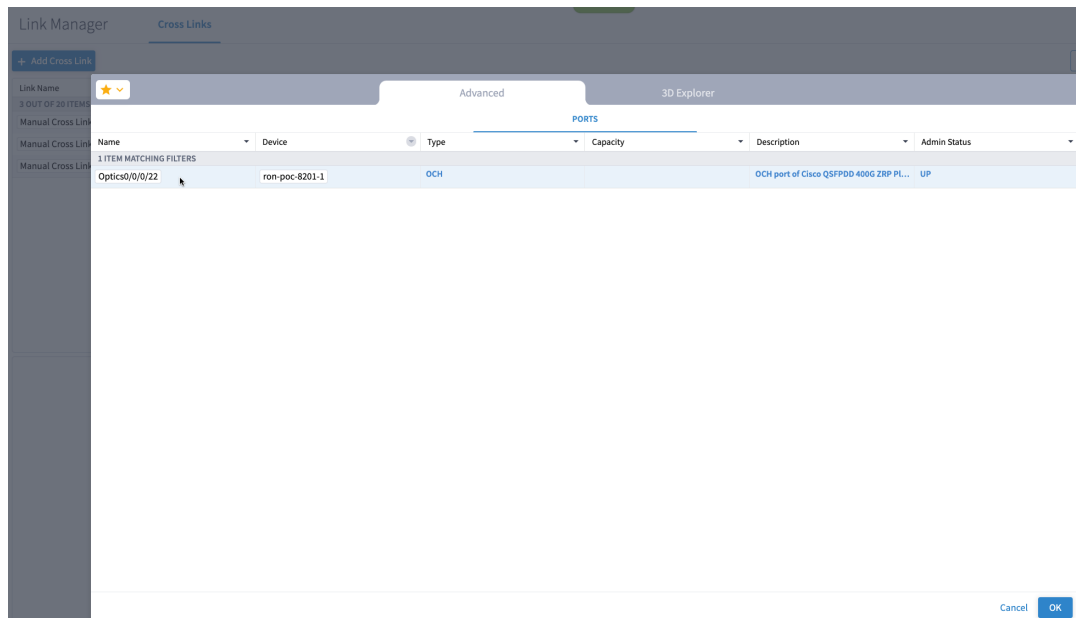 Link Manager Cross Links
+ Add Cross Link
Link Name
3 OUT OF 20 ITEMS
Manual Cross Link
Manual Cross Link
Manual Cross Link
Advanced 3D Explorer
PORTS
Name Device Type Capacity Description Admin Status
1 ITEM MATCHING FILTERS
Optics0/0/0/22 ron-poc-8201-1 OCH OCH port of Cisco QSFPDD 400G ZRP Pl... UP
Cancel OK